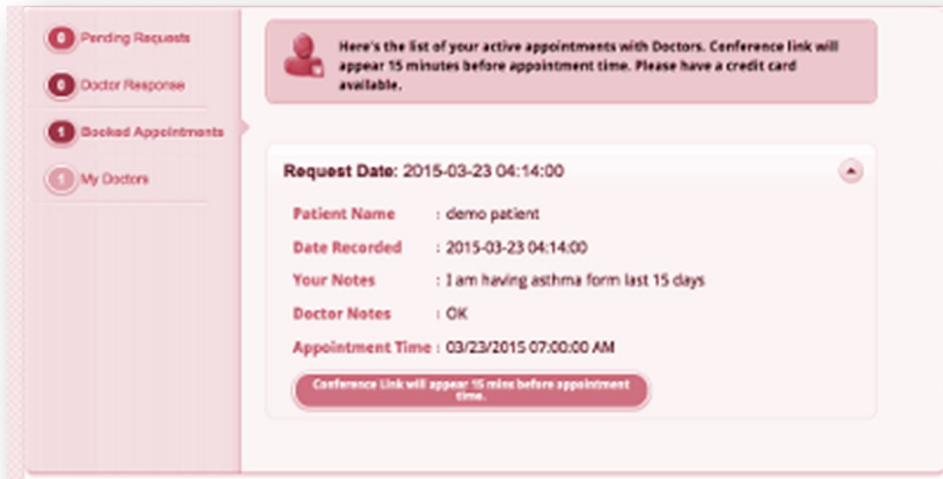 0 Pending Requests
0 Doctor Response
1 Booked Appointments
1 My Doctors
Here's the list of your active appointments with Doctors. Conference link will
appear 15 minutes before appointment time. Please have a credit card
available.
Request Date: 2015-03-23 04:14:00
Patient Name : demo patient
Date Recorded : 2015-03-23 04:14:00
Your Notes : I am having asthma form last 15 days
Doctor Notes : OK
Appointment Time : 03/23/2015 07:00:00 AM
Conference Link will appear 15 mins before appointment
time.